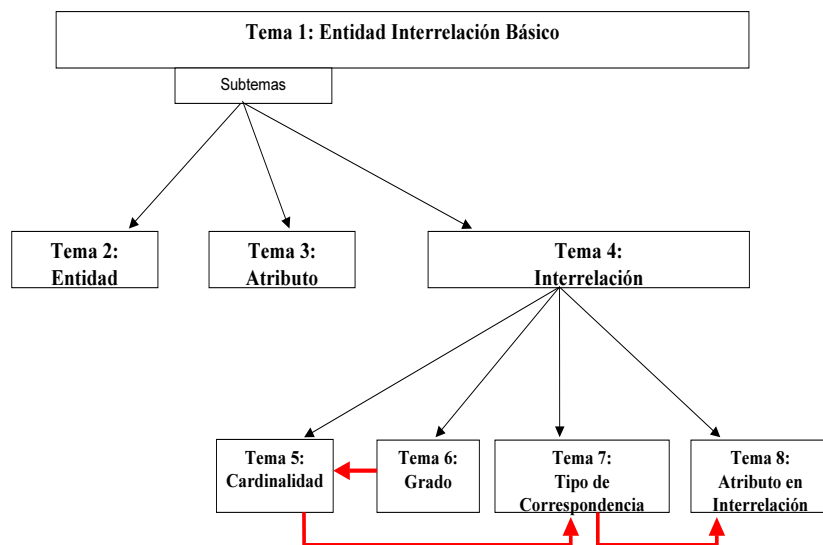 Tema 1: Entidad Interrelación Básico
Subtemas
Tema 2:
Entidad
Tema 3:
Atributo
Tema 4:
Interrelación
Tema 5:
Cardinalidad
Tema 6:
Grado
Tema 7:
Tipo de
Correspondencia
Tema 8:
Atributo en
Interrelación